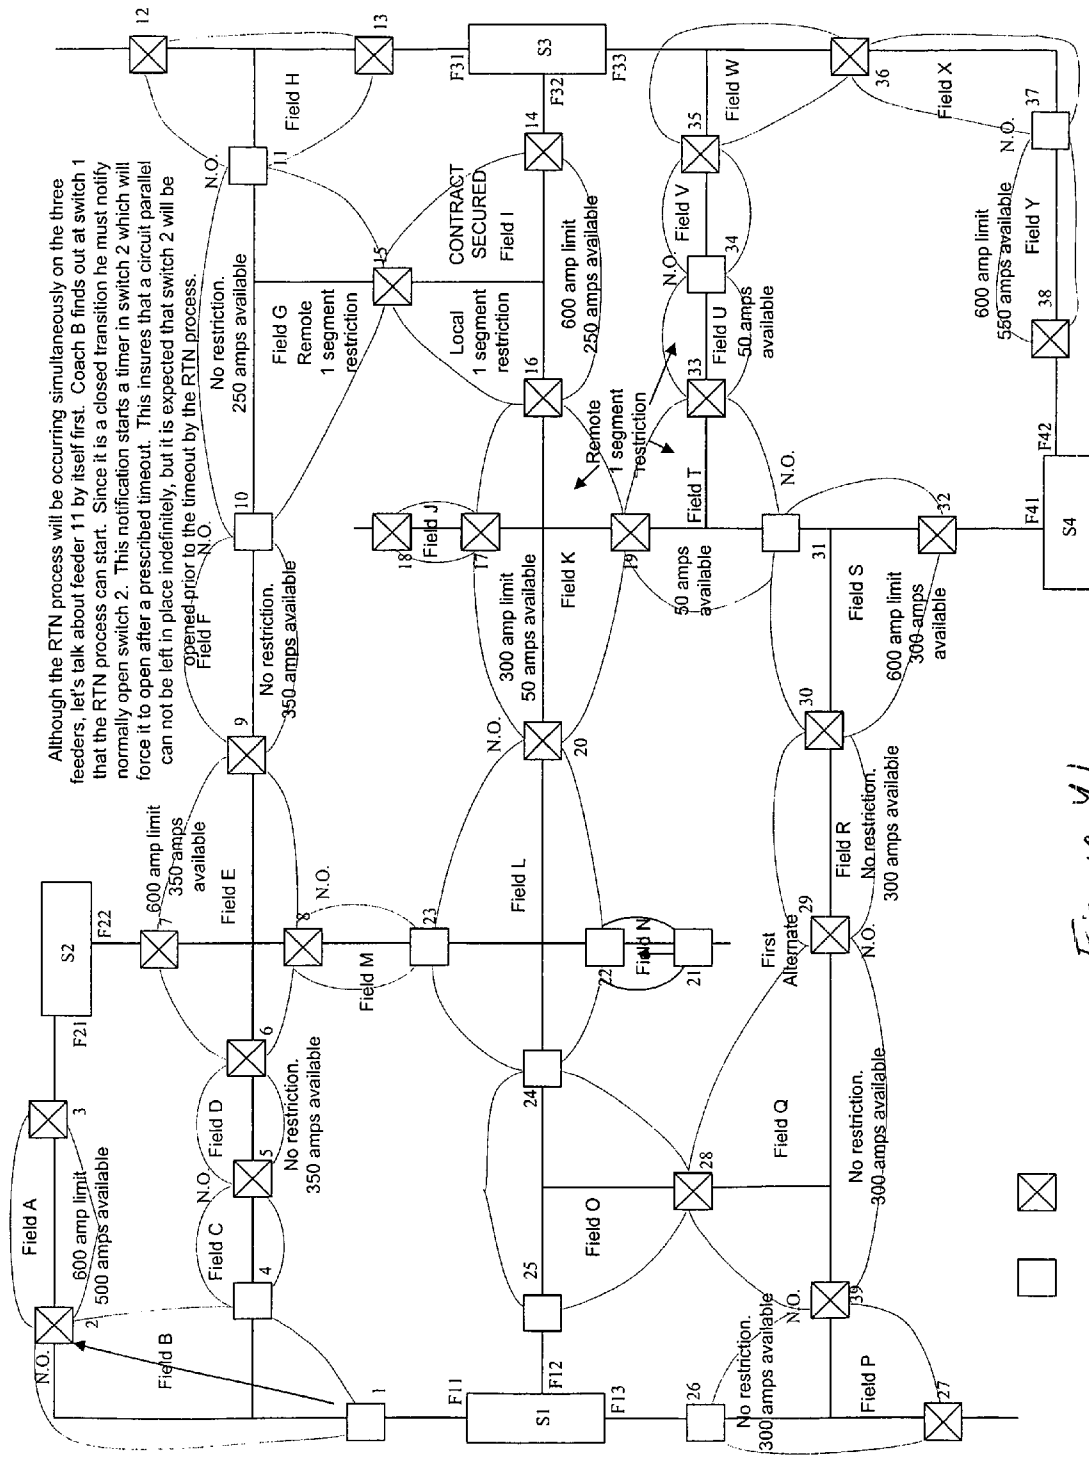 Although the RTN process will be occurring simultaneously on the three
feeders, let's talk about feeder 11 by itself first. Coach B finds out at switch 1
that the RTN process can start. Since it is a closed transition he must notify
normally open switch 2. This notification starts a timer in switch 2 which will
force it to open after a prescribed timeout. This insures that a circuit parallel
can not be left in place indefinitely, but it is expected that switch 2 will be
opened prior to the timeout by the RTN process.
Field A
3
600 amp limit
500 amps available
N.O.
2
Field B
1
F21
S2
F22
7
600 amp limit
350 amps
available
Field C
4
N.O.
5
Field D
6
No restriction.
350 amps available
Field E
8
N.O.
9
Field F
N.O.
No restriction.
350 amps available
10
No restriction.
250 amps available
Field G
Remote
1 segment
restriction
N.O.
11
12
Field H
13
F31
S3
F32
F33
14
CONTRACT
SECURED
Field I
15
Local
1 segment
restriction
600 amp limit
250 amps available
16
Field M
23
F11
S1
F12
F13
25
24
Field L
N.O.
20
300 amp limit
50 amps available
Field K
17
Field J
18
19
Remote
1 segment
restriction
22
Field N
21
Field O
28
Field Q
First
Alternate
29
N.O.
Field R
No restriction.
300 amps available
30
Field S
600 amp limit
300 amps
available
31
N.O.
32
50 amps
available
Field T
33
Field U
50 amps
available
N.O.
34
Field V
35
Field W
36
Field X
N.O.
37
Field Y
600 amp limit
550 amps available
38
F42
F41
S4
26
No restriction.
300 amps available
N.O.
39
No restriction.
300 amps available
Field P
27